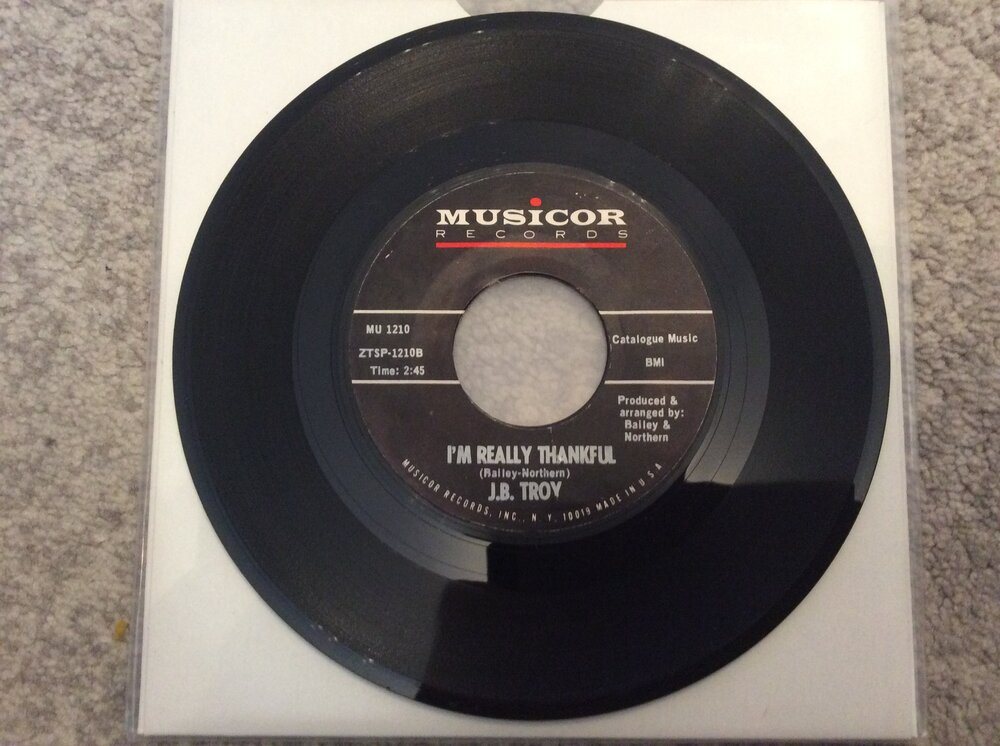 MUSiCOR
RECORDS
MU 1210
ZTSP-1210B
Time: 2:45
Catalogue Music
BMI
Produced &
arranged by:
Bailey &
Northern
I'M REALLY THANKFUL
(Bailey-Northern)
J.B. TROY
MUSICOR RECORDS, INC., N. Y. 10019 MADE IN U.S.A